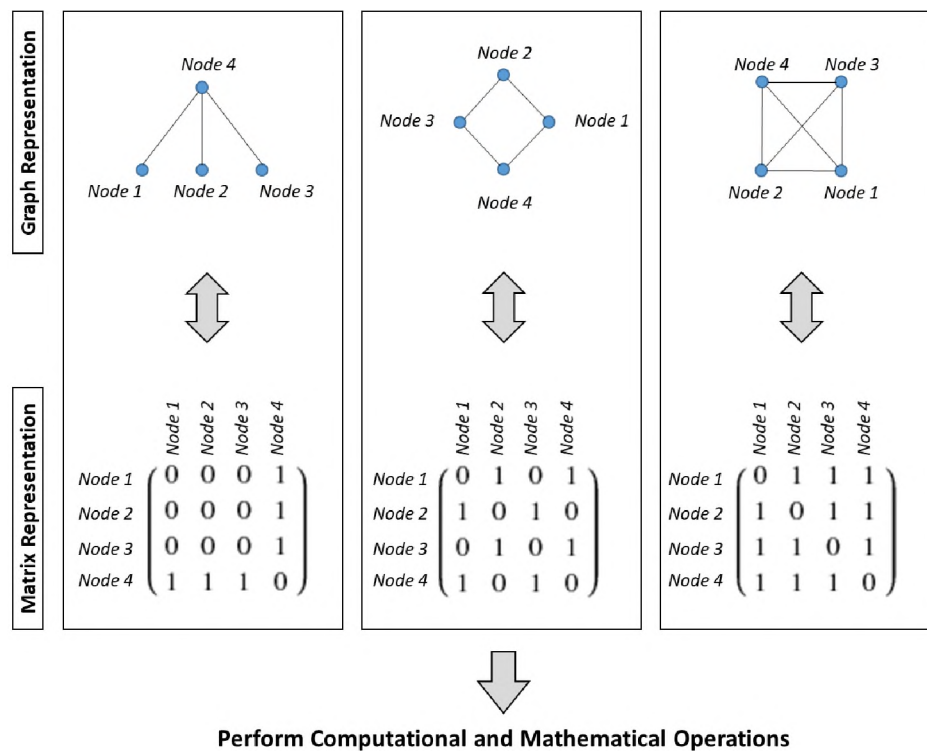 Graph Representation
Node 4
Node 1
Node 2
Node 3
Node 2
Node 3
Node 1
Node 4
Node 4
Node 3
Node 2
Node 1
Matrix Representation
Node 1 Node 2 Node 3 Node 4
Node 1 0 0 0 1
Node 2 0 0 0 1
Node 3 0 0 0 1
Node 4 1 1 1 0
Node 1 Node 2 Node 3 Node 4
Node 1 0 1 0 1
Node 2 1 0 1 0
Node 3 0 1 0 1
Node 4 1 0 1 0
Node 1 Node 2 Node 3 Node 4
Node 1 0 1 1 1
Node 2 1 0 1 1
Node 3 1 1 0 1
Node 4 1 1 1 0
Perform Computational and Mathematical Operations